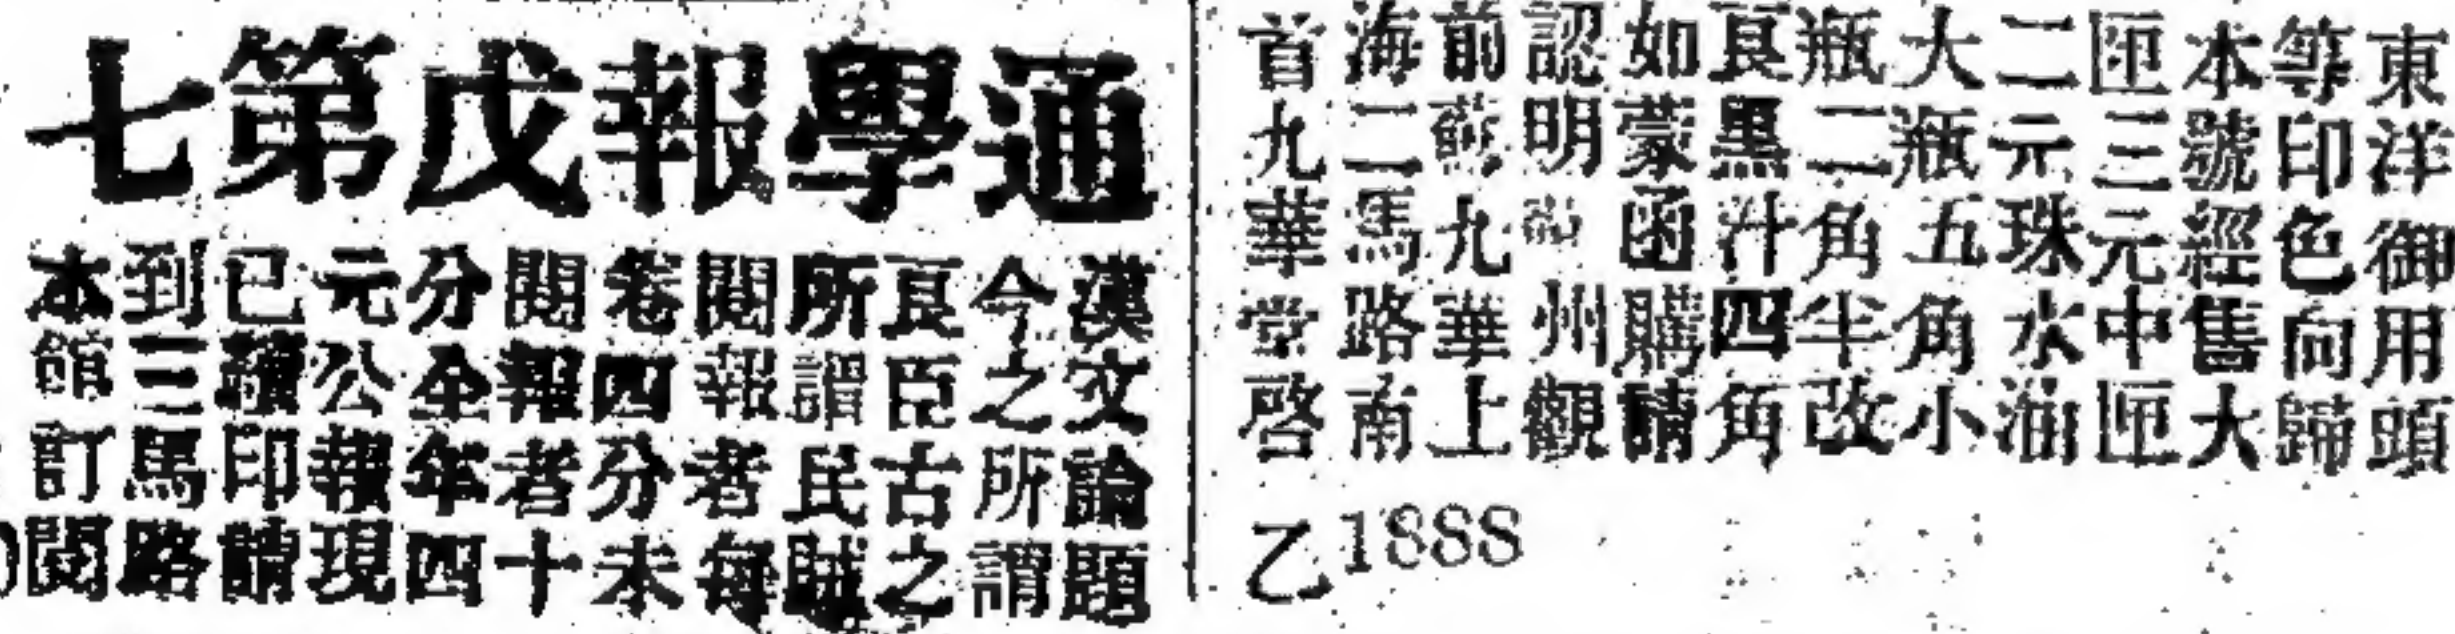 東洋御用頭
等印色向歸
本號經售大
匣三元中匣
二元珠水油
大瓶五角小
瓶二角半改
良黑汁四角
如蒙函購請
認明 州觀
前蘇九華上
海二馬路南
首九華堂啓
乙1888
通學報戊第七
漢文論題
今之所謂
良臣古之
所謂民賊
閱報者每
卷四分未
閱報者十
分全年四
元公報現
已續印請
到三馬路
本館訂閱